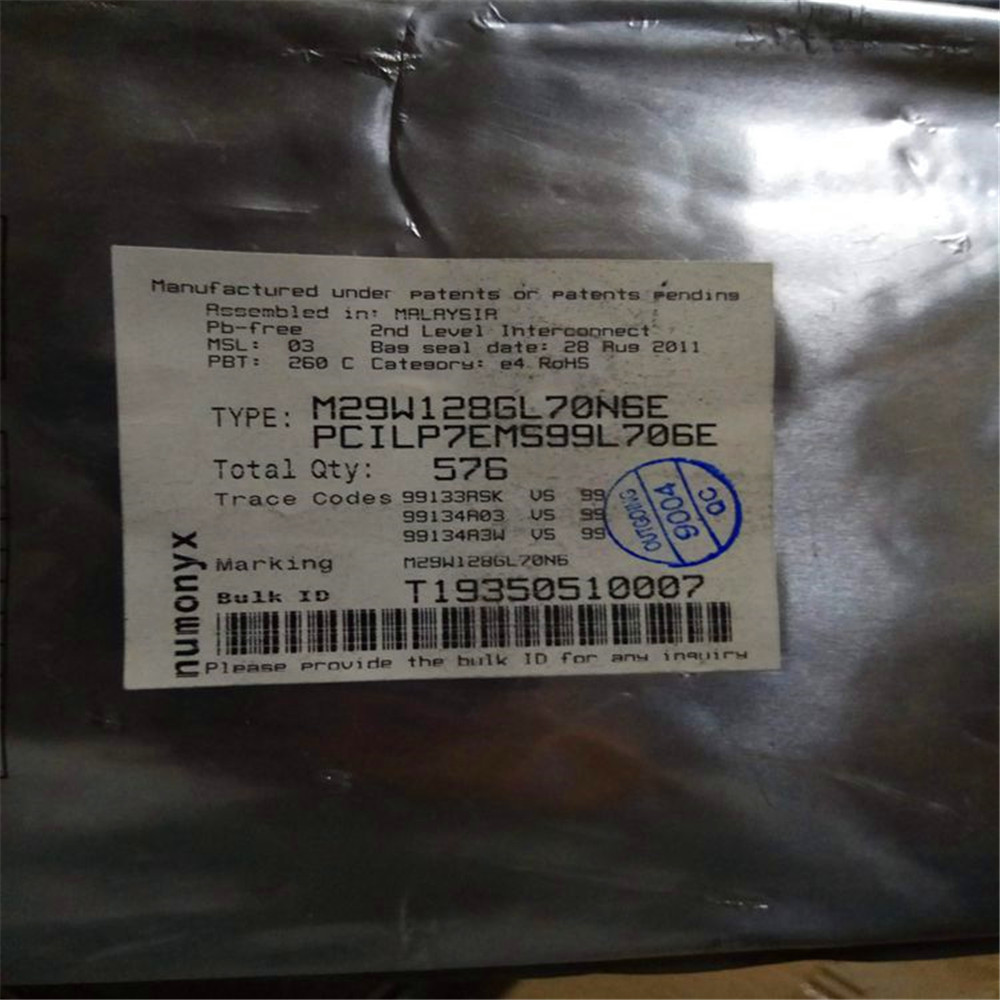 Manufactured under patents or patents pending
Assembled in: MALAYSIA
Pb-free 2nd Level Interconnect
MSL: 03 Bag seal date: 28 Aug 2011
PBT: 260 C Category: e4 RoHS
TYPE: M29W128GL70N6E
PCILP7EMS99L706E
Total Qty: 576
Trace Codes 99133ASK VS 99
99134A03 VS 99
99134A3W VS 99
OUTGOING
9004
QC
Marking M29W128GL70N6
Bulk ID T19350510007
numonyx
Please provide the bulk ID for any inquiry